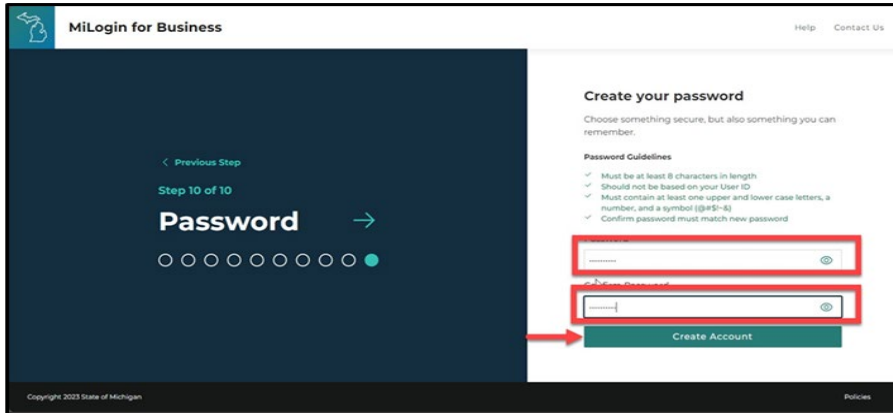 MiLogin for Business
Help Contact Us
< Previous Step
Step 10 of 10
Password
Create your password
Choose something secure, but also something you can
remember.
Password Guidelines
Must be at least 8 characters in length
Should not be based on your User ID
Must contain at least one upper and lower case letters, a
number, and a symbol (@#$!~&)
Confirm password must match new password
Password
Confirm Password
Create Account
Copyright 2023 State of Michigan
Policies